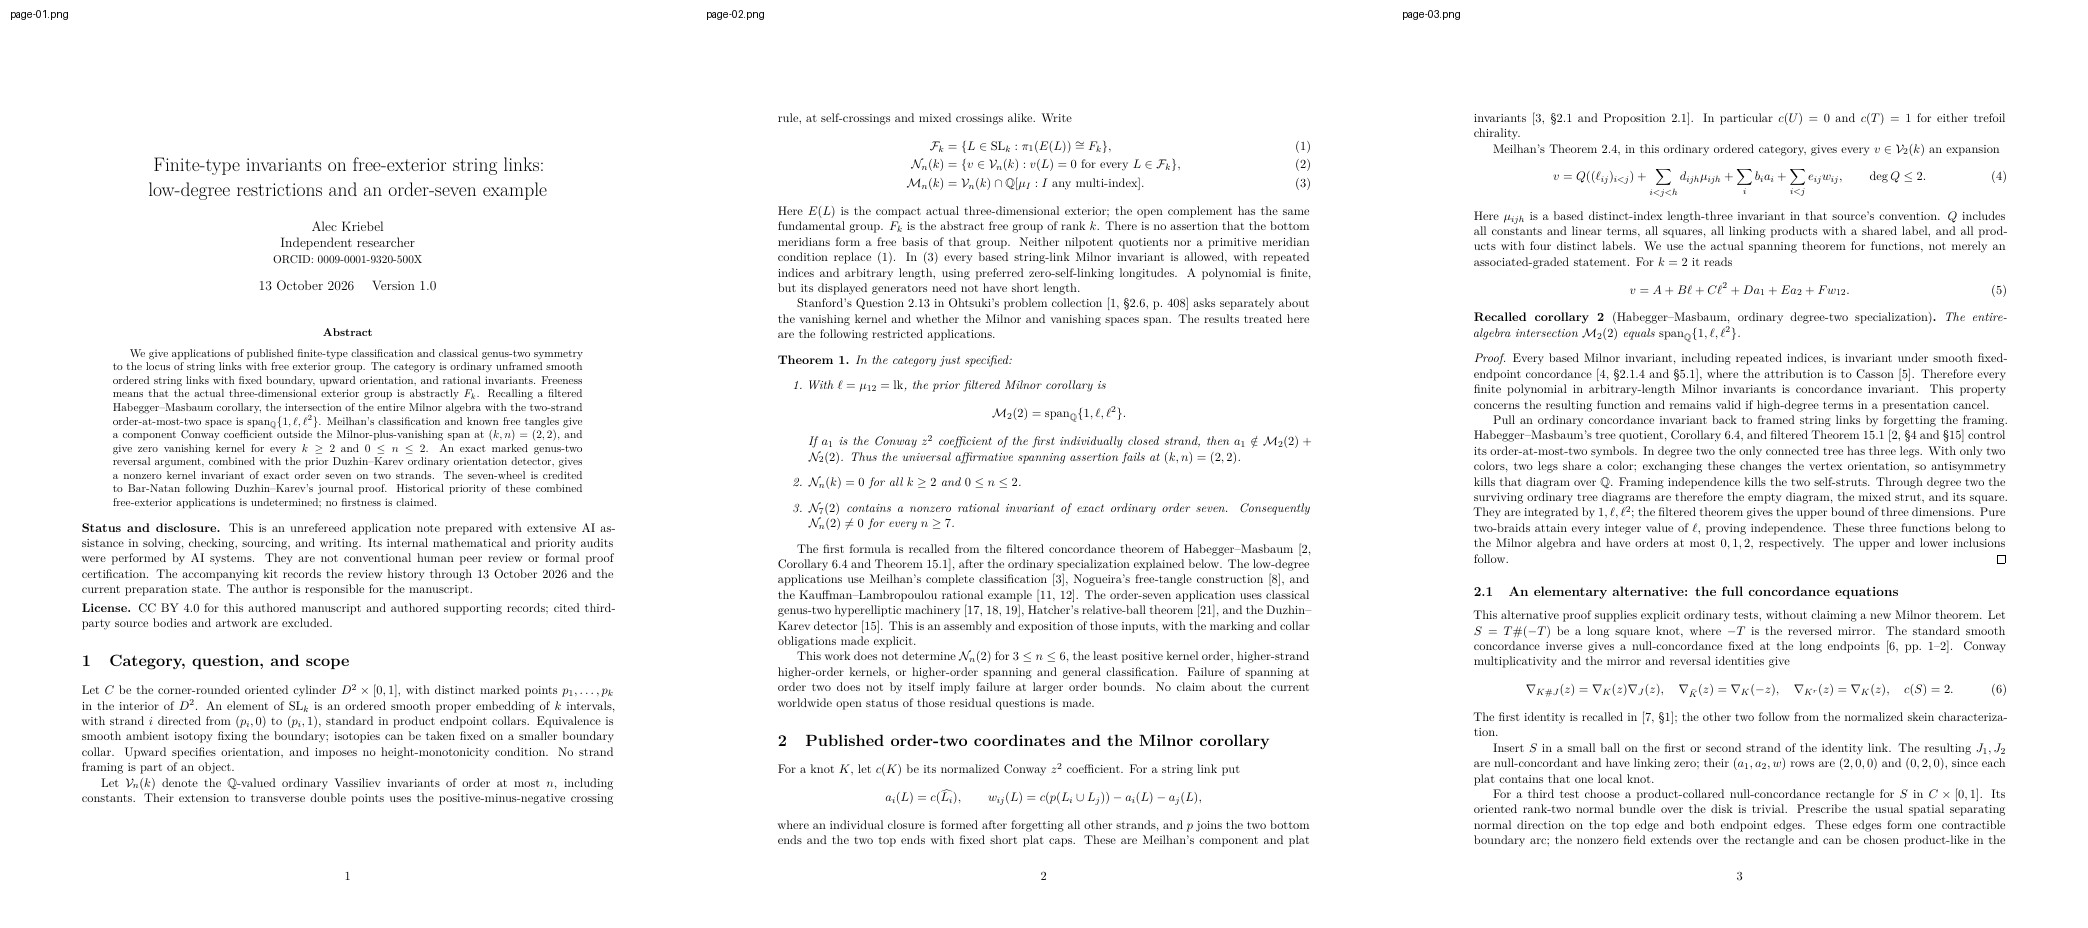 page-01.png
Finite-type invariants on free-exterior string links:
low-degree restrictions and an order-seven example
Alec Kriebel
Independent researcher
ORCID: 0009-0001-9320-500X
13 October 2026 Version 1.0
Abstract
We give applications of published finite-type classification and classical genus-two symmetry
to the locus of string links with free exterior group. The category is ordinary unframed smooth
ordered string links with fixed boundary, upward orientation, and rational invariants. Freeness
means that the actual three-dimensional exterior group is abstractly F_k. Recalling a filtered
Habegger–Masbaum corollary, the intersection of the entire Milnor algebra with the two-strand
order-at-most-two space is span_ℚ{1, ℓ, ℓ²}. Meilhan's classification and known free tangles give
a component Conway coefficient outside the Milnor-plus-vanishing span at (k, n) = (2, 2), and
give zero vanishing kernel for every k ≥ 2 and 0 ≤ n ≤ 2. An exact marked genus-two
reversal argument, combined with the prior Duzhin–Karev ordinary orientation detector, gives
a nonzero kernel invariant of exact order seven on two strands. The seven-wheel is credited
to Bar-Natan following Duzhin–Karev's journal proof. Historical priority of these combined
free-exterior applications is undetermined; no firstness is claimed.
Status and disclosure. This is an unrefereed application note prepared with extensive AI as-
sistance in solving, checking, sourcing, and writing. Its internal mathematical and priority audits
were performed by AI systems. They are not conventional human peer review or formal proof
certification. The accompanying kit records the review history through 13 October 2026 and the
current preparation state. The author is responsible for the manuscript.
License. CC BY 4.0 for this authored manuscript and authored supporting records; cited third-
party source bodies and artwork are excluded.
1 Category, question, and scope
Let C be the corner-rounded oriented cylinder D² × [0, 1], with distinct marked points p₁, . . . , p_k
in the interior of D². An element of SL_k is an ordered smooth proper embedding of k intervals,
with strand i directed from (p_i, 0) to (p_i, 1), standard in product endpoint collars. Equivalence is
smooth ambient isotopy fixing the boundary; isotopies can be taken fixed on a smaller boundary
collar. Upward specifies orientation, and imposes no height-monotonicity condition. No strand
framing is part of an object.
Let 𝒱_n(k) denote the ℚ-valued ordinary Vassiliev invariants of order at most n, including
constants. Their extension to transverse double points uses the positive-minus-negative crossing
1
page-02.png
rule, at self-crossings and mixed crossings alike. Write
ℱ_k = {L ∈ SL_k : π₁(E(L)) ≅ F_k}, (1)
𝒩_n(k) = {v ∈ 𝒱_n(k) : v(L) = 0 for every L ∈ ℱ_k}, (2)
ℳ_n(k) = 𝒱_n(k) ∩ ℚ[μ_I : I any multi-index]. (3)
Here E(L) is the compact actual three-dimensional exterior; the open complement has the same
fundamental group. F_k is the abstract free group of rank k. There is no assertion that the bottom
meridians form a free basis of that group. Neither nilpotent quotients nor a primitive meridian
condition replace (1). In (3) every based string-link Milnor invariant is allowed, with repeated
indices and arbitrary length, using preferred zero-self-linking longitudes. A polynomial is finite,
but its displayed generators need not have short length.
Stanford's Question 2.13 in Ohtsuki's problem collection [1, §2.6, p. 408] asks separately about
the vanishing kernel and whether the Milnor and vanishing spaces span. The results treated here
are the following restricted applications.
Theorem 1. In the category just specified:
1. With ℓ = μ₁₂ = lk, the prior filtered Milnor corollary is
ℳ₂(2) = span_ℚ{1, ℓ, ℓ²}.
If a₁ is the Conway z² coefficient of the first individually closed strand, then a₁ ∉ ℳ₂(2) +
𝒩₂(2). Thus the universal affirmative spanning assertion fails at (k, n) = (2, 2).
2. 𝒩_n(k) = 0 for all k ≥ 2 and 0 ≤ n ≤ 2.
3. 𝒩₇(2) contains a nonzero rational invariant of exact ordinary order seven. Consequently
𝒩_n(2) ≠ 0 for every n ≥ 7.
The first formula is recalled from the filtered concordance theorem of Habegger–Masbaum [2,
Corollary 6.4 and Theorem 15.1], after the ordinary specialization explained below. The low-degree
applications use Meilhan's complete classification [3], Nogueira's free-tangle construction [8], and
the Kauffman–Lambropoulou rational example [11, 12]. The order-seven application uses classical
genus-two hyperelliptic machinery [17, 18, 19], Hatcher's relative-ball theorem [21], and the Duzhin–
Karev detector [15]. This is an assembly and exposition of those inputs, with the marking and collar
obligations made explicit.
This work does not determine 𝒩_n(2) for 3 ≤ n ≤ 6, the least positive kernel order, higher-strand
higher-order kernels, or higher-order spanning and general classification. Failure of spanning at
order two does not by itself imply failure at larger order bounds. No claim about the current
worldwide open status of those residual questions is made.
2 Published order-two coordinates and the Milnor corollary
For a knot K, let c(K) be its normalized Conway z² coefficient. For a string link put
a_i(L) = c(L̂_i), w_ij(L) = c(p(L_i ∪ L_j)) − a_i(L) − a_j(L),
where an individual closure is formed after forgetting all other strands, and p joins the two bottom
ends and the two top ends with fixed short plat caps. These are Meilhan's component and plat
2
page-03.png
invariants [3, §2.1 and Proposition 2.1]. In particular c(U) = 0 and c(T) = 1 for either trefoil
chirality.
Meilhan's Theorem 2.4, in this ordinary ordered category, gives every v ∈ 𝒱₂(k) an expansion
v = Q((ℓ_ij)_{i<j}) + ∑_{i<j<h} d_ijh μ_ijh + ∑_i b_i a_i + ∑_{i<j} e_ij w_ij, deg Q ≤ 2. (4)
Here μ_ijh is a based distinct-index length-three invariant in that source's convention. Q includes
all constants and linear terms, all squares, all linking products with a shared label, and all prod-
ucts with four distinct labels. We use the actual spanning theorem for functions, not merely an
associated-graded statement. For k = 2 it reads
v = A + Bℓ + Cℓ² + Da₁ + Ea₂ + Fw₁₂. (5)
Recalled corollary 2 (Habegger–Masbaum, ordinary degree-two specialization). The entire-
algebra intersection ℳ₂(2) equals span_ℚ{1, ℓ, ℓ²}.
Proof. Every based Milnor invariant, including repeated indices, is invariant under smooth fixed-
endpoint concordance [4, §2.1.4 and §5.1], where the attribution is to Casson [5]. Therefore every
finite polynomial in arbitrary-length Milnor invariants is concordance invariant. This property
concerns the resulting function and remains valid if high-degree terms in a presentation cancel.
Pull an ordinary concordance invariant back to framed string links by forgetting the framing.
Habegger–Masbaum's tree quotient, Corollary 6.4, and filtered Theorem 15.1 [2, §4 and §15] control
its order-at-most-two symbols. In degree two the only connected tree has three legs. With only two
colors, two legs share a color; exchanging these changes the vertex orientation, so antisymmetry
kills that diagram over ℚ. Framing independence kills the two self-struts. Through degree two the
surviving ordinary tree diagrams are therefore the empty diagram, the mixed strut, and its square.
They are integrated by 1, ℓ, ℓ²; the filtered theorem gives the upper bound of three dimensions. Pure
two-braids attain every integer value of ℓ, proving independence. These three functions belong to
the Milnor algebra and have orders at most 0, 1, 2, respectively. The upper and lower inclusions
follow. □
2.1 An elementary alternative: the full concordance equations
This alternative proof supplies explicit ordinary tests, without claiming a new Milnor theorem. Let
S = T#(−T) be a long square knot, where −T is the reversed mirror. The standard smooth
concordance inverse gives a null-concordance fixed at the long endpoints [6, pp. 1–2]. Conway
multiplicativity and the mirror and reversal identities give
∇_{K#J}(z) = ∇_K(z)∇_J(z), ∇_K̄(z) = ∇_K(−z), ∇_{K^r}(z) = ∇_K(z), c(S) = 2. (6)
The first identity is recalled in [7, §1]; the other two follow from the normalized skein characteriza-
tion.
Insert S in a small ball on the first or second strand of the identity link. The resulting J₁, J₂
are null-concordant and have linking zero; their (a₁, a₂, w) rows are (2, 0, 0) and (0, 2, 0), since each
plat contains that one local knot.
For a third test choose a product-collared null-concordance rectangle for S in C × [0, 1]. Its
oriented rank-two normal bundle over the disk is trivial. Prescribe the usual spatial separating
normal direction on the top edge and both endpoint edges. These edges form one contractible
boundary arc; the nonzero field extends over the rectangle and can be chosen product-like in the
3